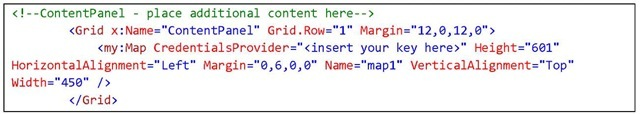 <!--ContentPanel - place additional content here-->
<Grid x:Name="ContentPanel" Grid.Row="1" Margin="12,0,12,0">
<my:Map CredentialsProvider="<insert your key here>" Height="601"
HorizontalAlignment="Left" Margin="0,6,0,0" Name="map1" VerticalAlignment="Top"
Width="450" />
</Grid>